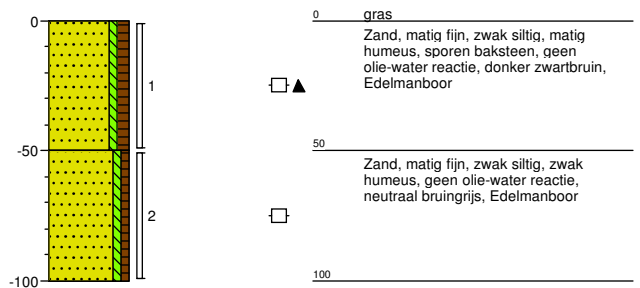 0
-50
-100
1
2
0 gras
Zand, matig fijn, zwak siltig, matig
humeus, sporen baksteen, geen
olie-water reactie, donker zwartbruin,
Edelmanboor
50
Zand, matig fijn, zwak siltig, zwak
humeus, geen olie-water reactie,
neutraal bruingrijs, Edelmanboor
100